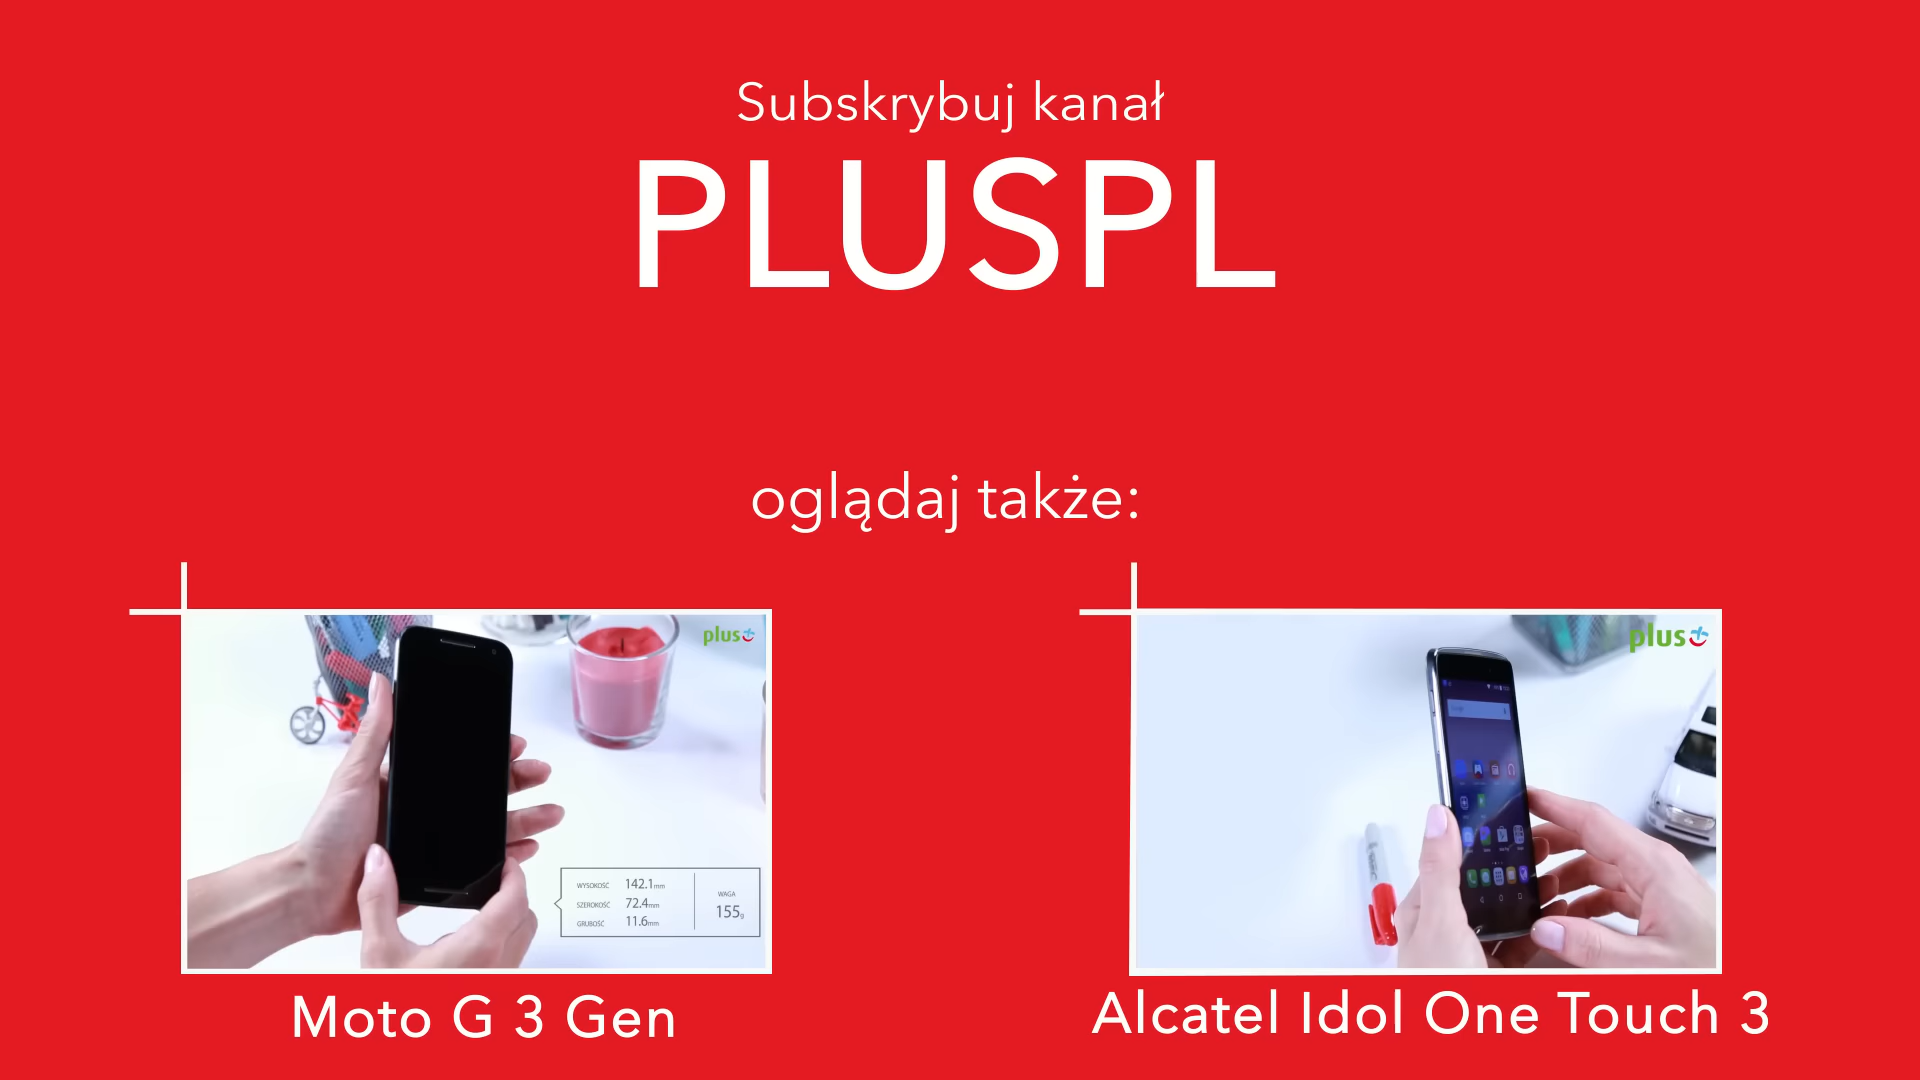 Subskrybuj kanał
PLUSPL
oglądaj także:
plus
WYSOKOŚĆ 142.1mm
SZEROKOŚĆ 72.4mm
GRUBOŚĆ 11.6mm
WAGA
155g
Moto G 3 Gen
plus
Alcatel Idol One Touch 3